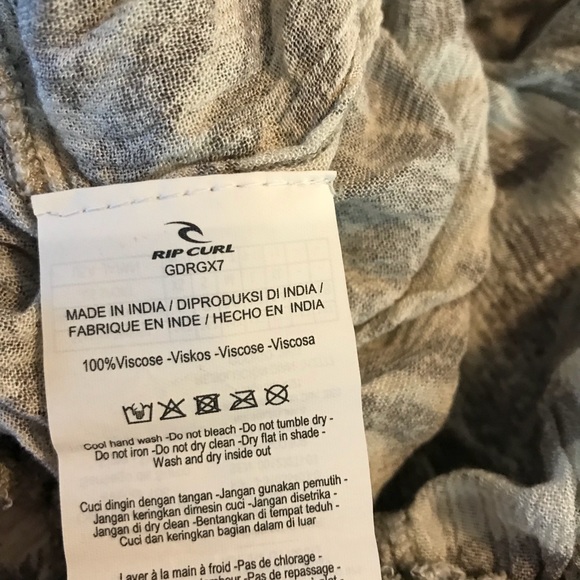 RIP CURL
GDRGX7
MADE IN INDIA / DIPRODUKSI DI INDIA /
FABRIQUE EN INDE / HECHO EN INDIA
100%Viscose -Viskos -Viscose -Viscosa
Cool hand wash -Do not bleach- Do not tumble dry -
Do not iron -Do not dry clean -Dry flat in shade -
Wash and dry inside out
Cuci dingin dengan tangan -Jangan gunakan pemutih -
Jangan keringkan dimesin cuci -Jangan disetrika -
Jangan di dry clean -Bentangkan di tempat teduh -
Cuci dan keringkan bagian dalam di luar
Laver à la main à froid -Pas de chlorage -
-Pas de repassage -